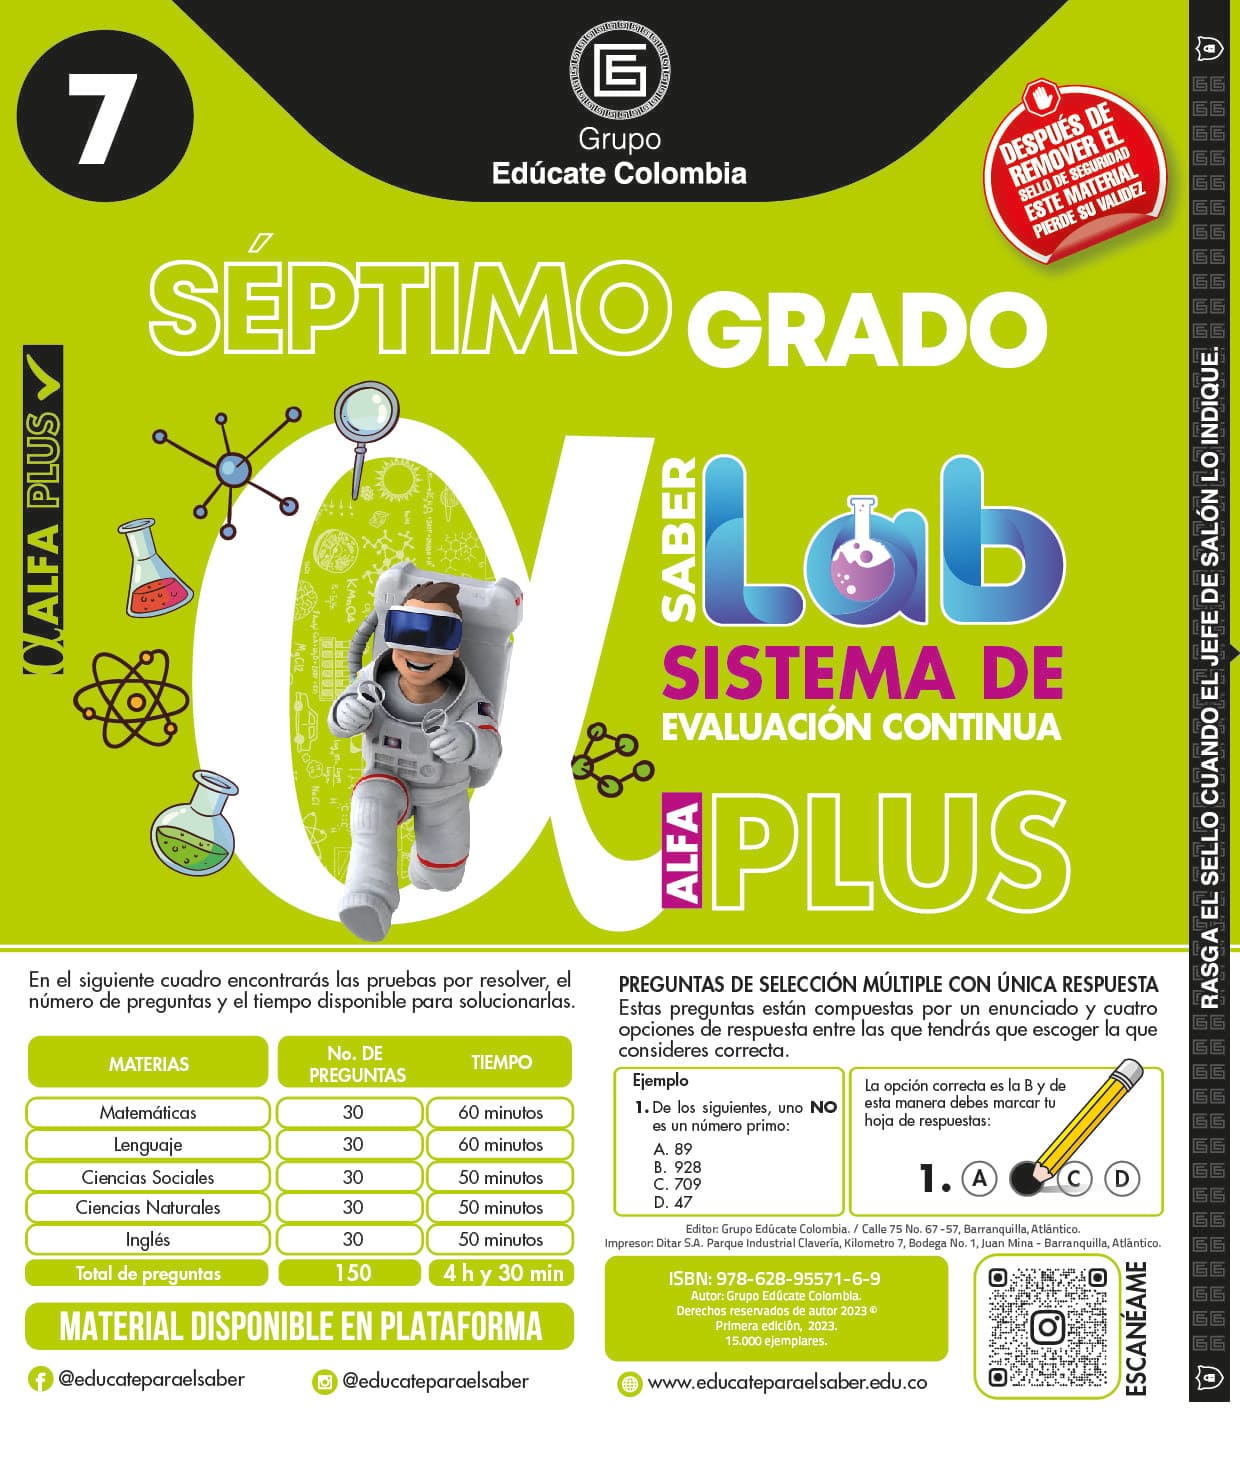 7
Grupo
Edúcate Colombia
DESPUÉS DE
REMOVER EL
SELLO DE SEGURIDAD
ESTE MATERIAL
PIERDE SU VALIDEZ
SÉPTIMO GRADO
ALFA PLUS
SABER Lab
SISTEMA DE
EVALUACIÓN CONTINUA
ALFA PLUS
RASGA EL SELLO CUANDO EL JEFE DE SALÓN LO INDIQUE.
En el siguiente cuadro encontrarás las pruebas por resolver, el
número de preguntas y el tiempo disponible para solucionarlas.
MATERIAS No. DE PREGUNTAS TIEMPO
Matemáticas 30 60 minutos
Lenguaje 30 60 minutos
Ciencias Sociales 30 50 minutos
Ciencias Naturales 30 50 minutos
Inglés 30 50 minutos
Total de preguntas 150 4 h y 30 min
MATERIAL DISPONIBLE EN PLATAFORMA
@educateparaelsaber @educateparaelsaber
PREGUNTAS DE SELECCIÓN MÚLTIPLE CON ÚNICA RESPUESTA
Estas preguntas están compuestas por un enunciado y cuatro
opciones de respuesta entre las que tendrás que escoger la que
consideres correcta.
Ejemplo
1. De los siguientes, uno NO
es un número primo:
A. 89
B. 928
C. 709
D. 47
La opción correcta es la B y de
esta manera debes marcar tu
hoja de respuestas:
1. A C D
Editor: Grupo Edúcate Colombia. / Calle 75 No. 67 -57, Barranquilla, Atlántico.
Impresor: Ditar S.A. Parque Industrial Clavería, Kilometro 7, Bodega No. 1, Juan Mina - Barranquilla, Atlántico.
ISBN: 978-628-95571-6-9
Autor: Grupo Edúcate Colombia.
Derechos reservados de autor 2023 ©
Primera edición, 2023.
15.000 ejemplares.
www.educateparaelsaber.edu.co
ESCANÉAME